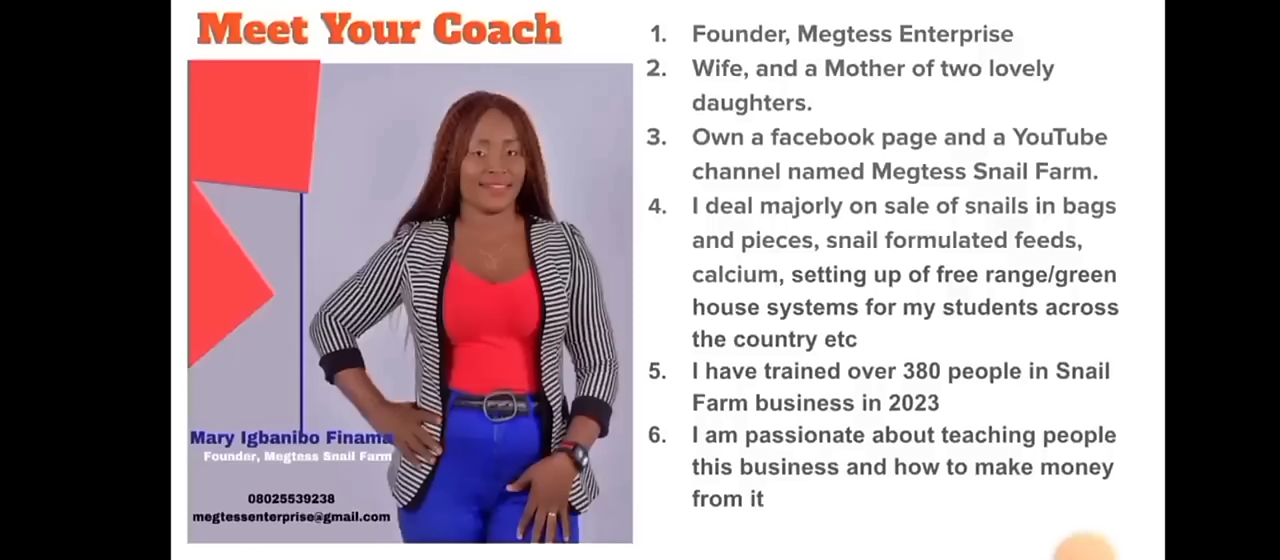 Meet Your Coach
Mary Igbanibo Finama
Founder, Megtess Snail Farm
08025539238
megtessenterprise@gmail.com
1. Founder, Megtess Enterprise
2. Wife, and a Mother of two lovely
daughters.
3. Own a facebook page and a YouTube
channel named Megtess Snail Farm.
4. I deal majorly on sale of snails in bags
and pieces, snail formulated feeds,
calcium, setting up of free range/green
house systems for my students across
the country etc
5. I have trained over 380 people in Snail
Farm business in 2023
6. I am passionate about teaching people
this business and how to make money
from it